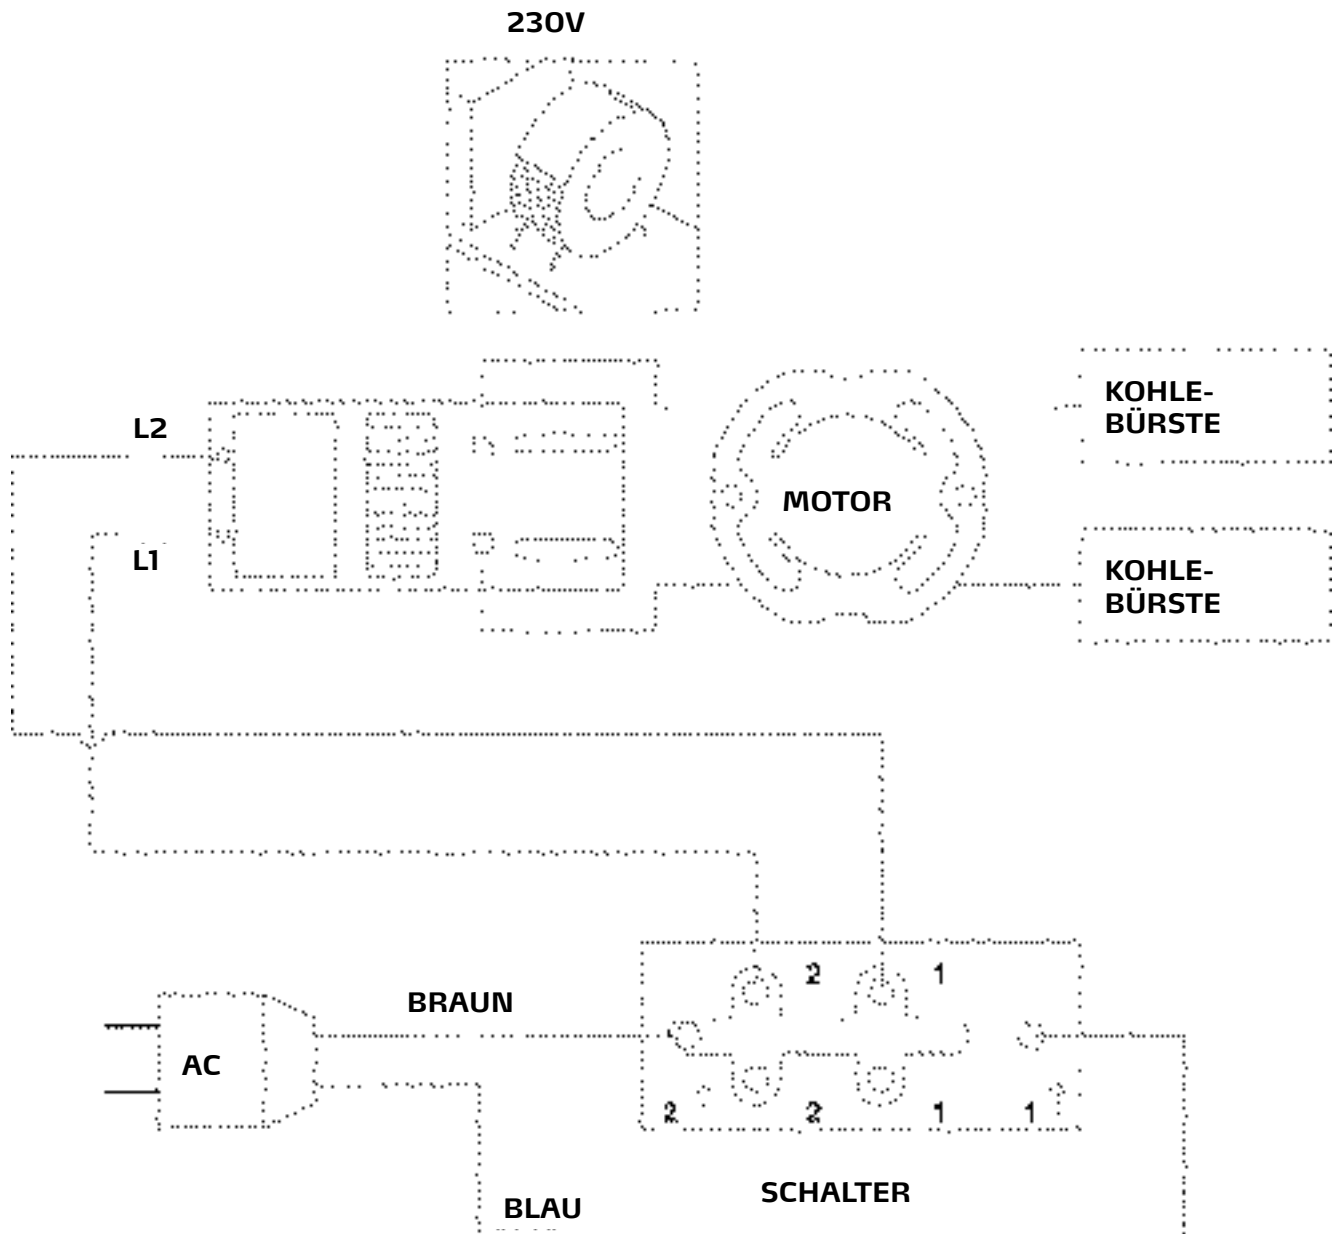 230V
KOHLE-
BÜRSTE
L2
MOTOR
L1
KOHLE-
BÜRSTE
2 1
BRAUN
AC
2 2 1 1
SCHALTER
BLAU